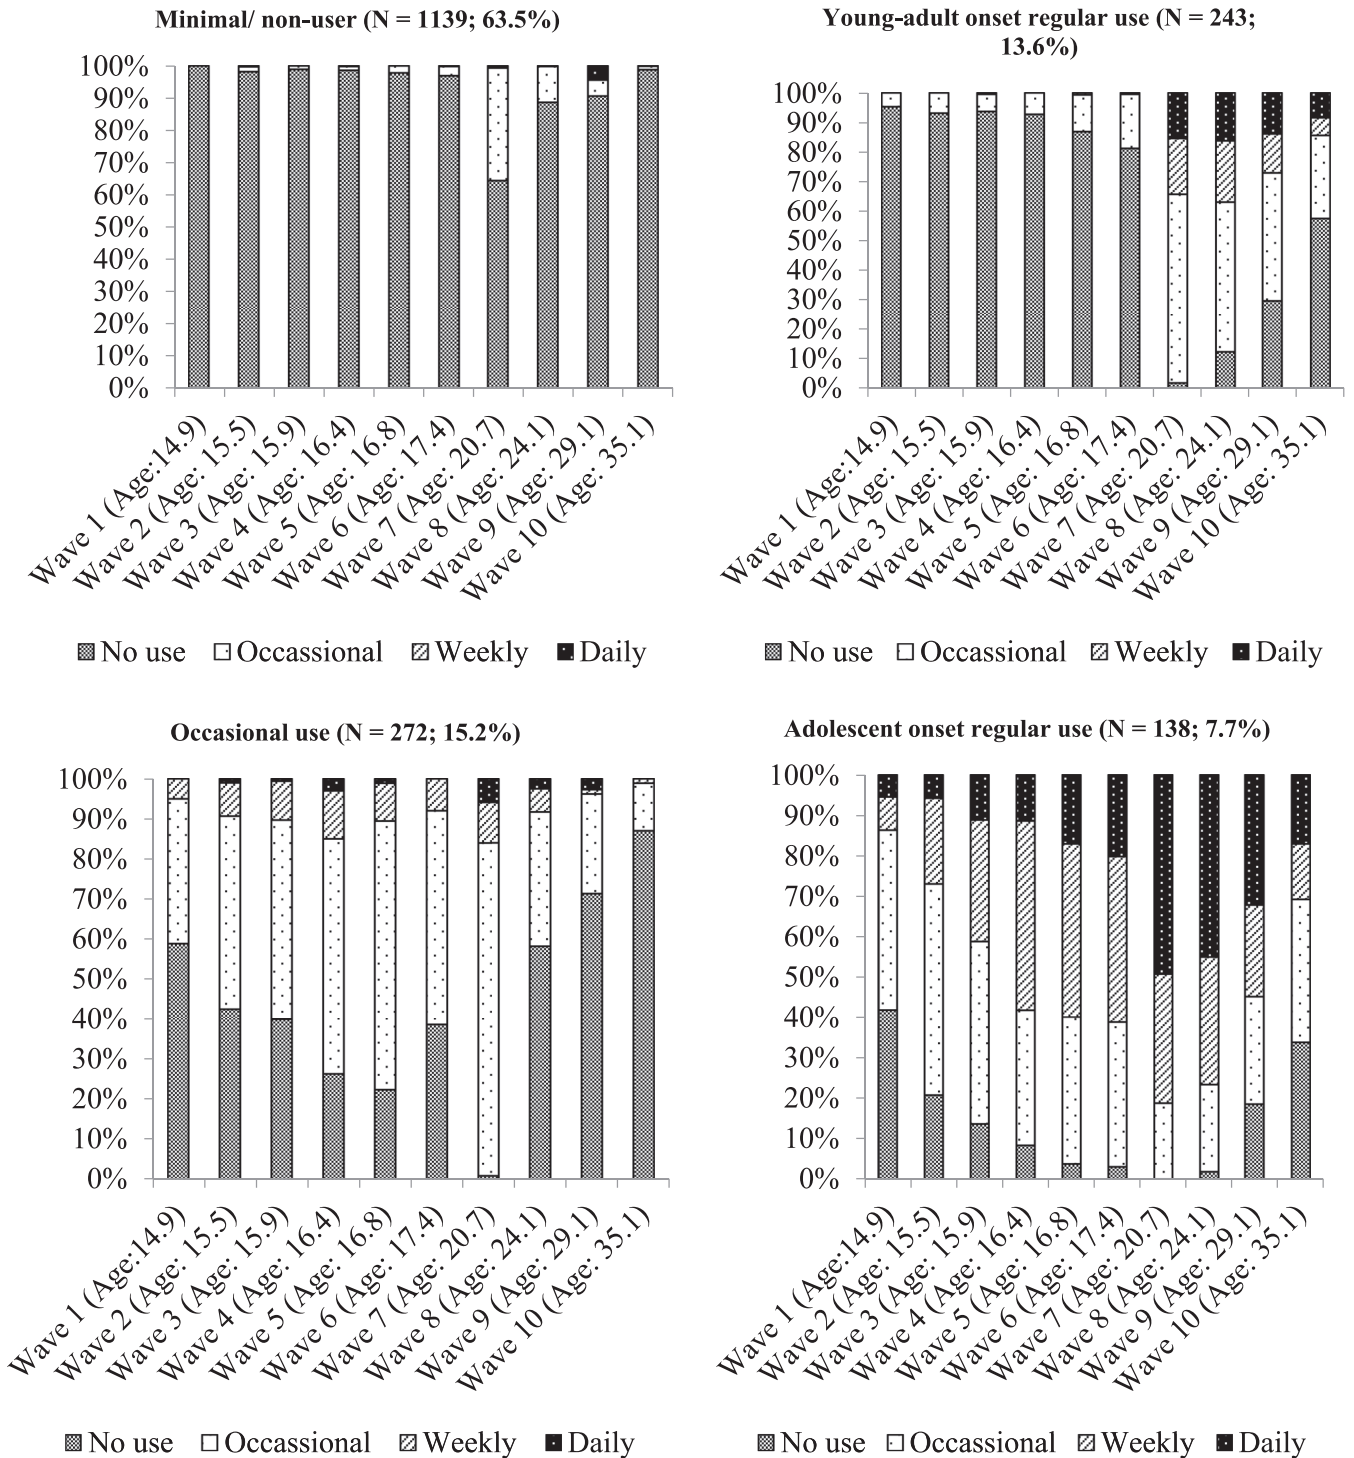 Minimal/ non-user (N = 1139; 63.5%)
100%
90%
80%
70%
60%
50%
40%
30%
20%
10%
0%
Wave 1 (Age:14.9)
Wave 2 (Age: 15.5)
Wave 3 (Age: 15.9)
Wave 4 (Age: 16.4)
Wave 5 (Age: 16.8)
Wave 6 (Age: 17.4)
Wave 7 (Age: 20.7)
Wave 8 (Age: 24.1)
Wave 9 (Age: 29.1)
Wave 10 (Age: 35.1)
No use Occassional Weekly Daily
Young-adult onset regular use (N = 243;
13.6%)
100%
90%
80%
70%
60%
50%
40%
30%
20%
10%
0%
Wave 1 (Age:14.9)
Wave 2 (Age: 15.5)
Wave 3 (Age: 15.9)
Wave 4 (Age: 16.4)
Wave 5 (Age: 16.8)
Wave 6 (Age: 17.4)
Wave 7 (Age: 20.7)
Wave 8 (Age: 24.1)
Wave 9 (Age: 29.1)
Wave 10 (Age: 35.1)
No use Occassional Weekly Daily
Occasional use (N = 272; 15.2%)
100%
90%
80%
70%
60%
50%
40%
30%
20%
10%
0%
Wave 1 (Age:14.9)
Wave 2 (Age: 15.5)
Wave 3 (Age: 15.9)
Wave 4 (Age: 16.4)
Wave 5 (Age: 16.8)
Wave 6 (Age: 17.4)
Wave 7 (Age: 20.7)
Wave 8 (Age: 24.1)
Wave 9 (Age: 29.1)
Wave 10 (Age: 35.1)
No use Occassional Weekly Daily
Adolescent onset regular use (N = 138; 7.7%)
100%
90%
80%
70%
60%
50%
40%
30%
20%
10%
0%
Wave 1 (Age:14.9)
Wave 2 (Age: 15.5)
Wave 3 (Age: 15.9)
Wave 4 (Age: 16.4)
Wave 5 (Age: 16.8)
Wave 6 (Age: 17.4)
Wave 7 (Age: 20.7)
Wave 8 (Age: 24.1)
Wave 9 (Age: 29.1)
Wave 10 (Age: 35.1)
No use Occassional Weekly Daily